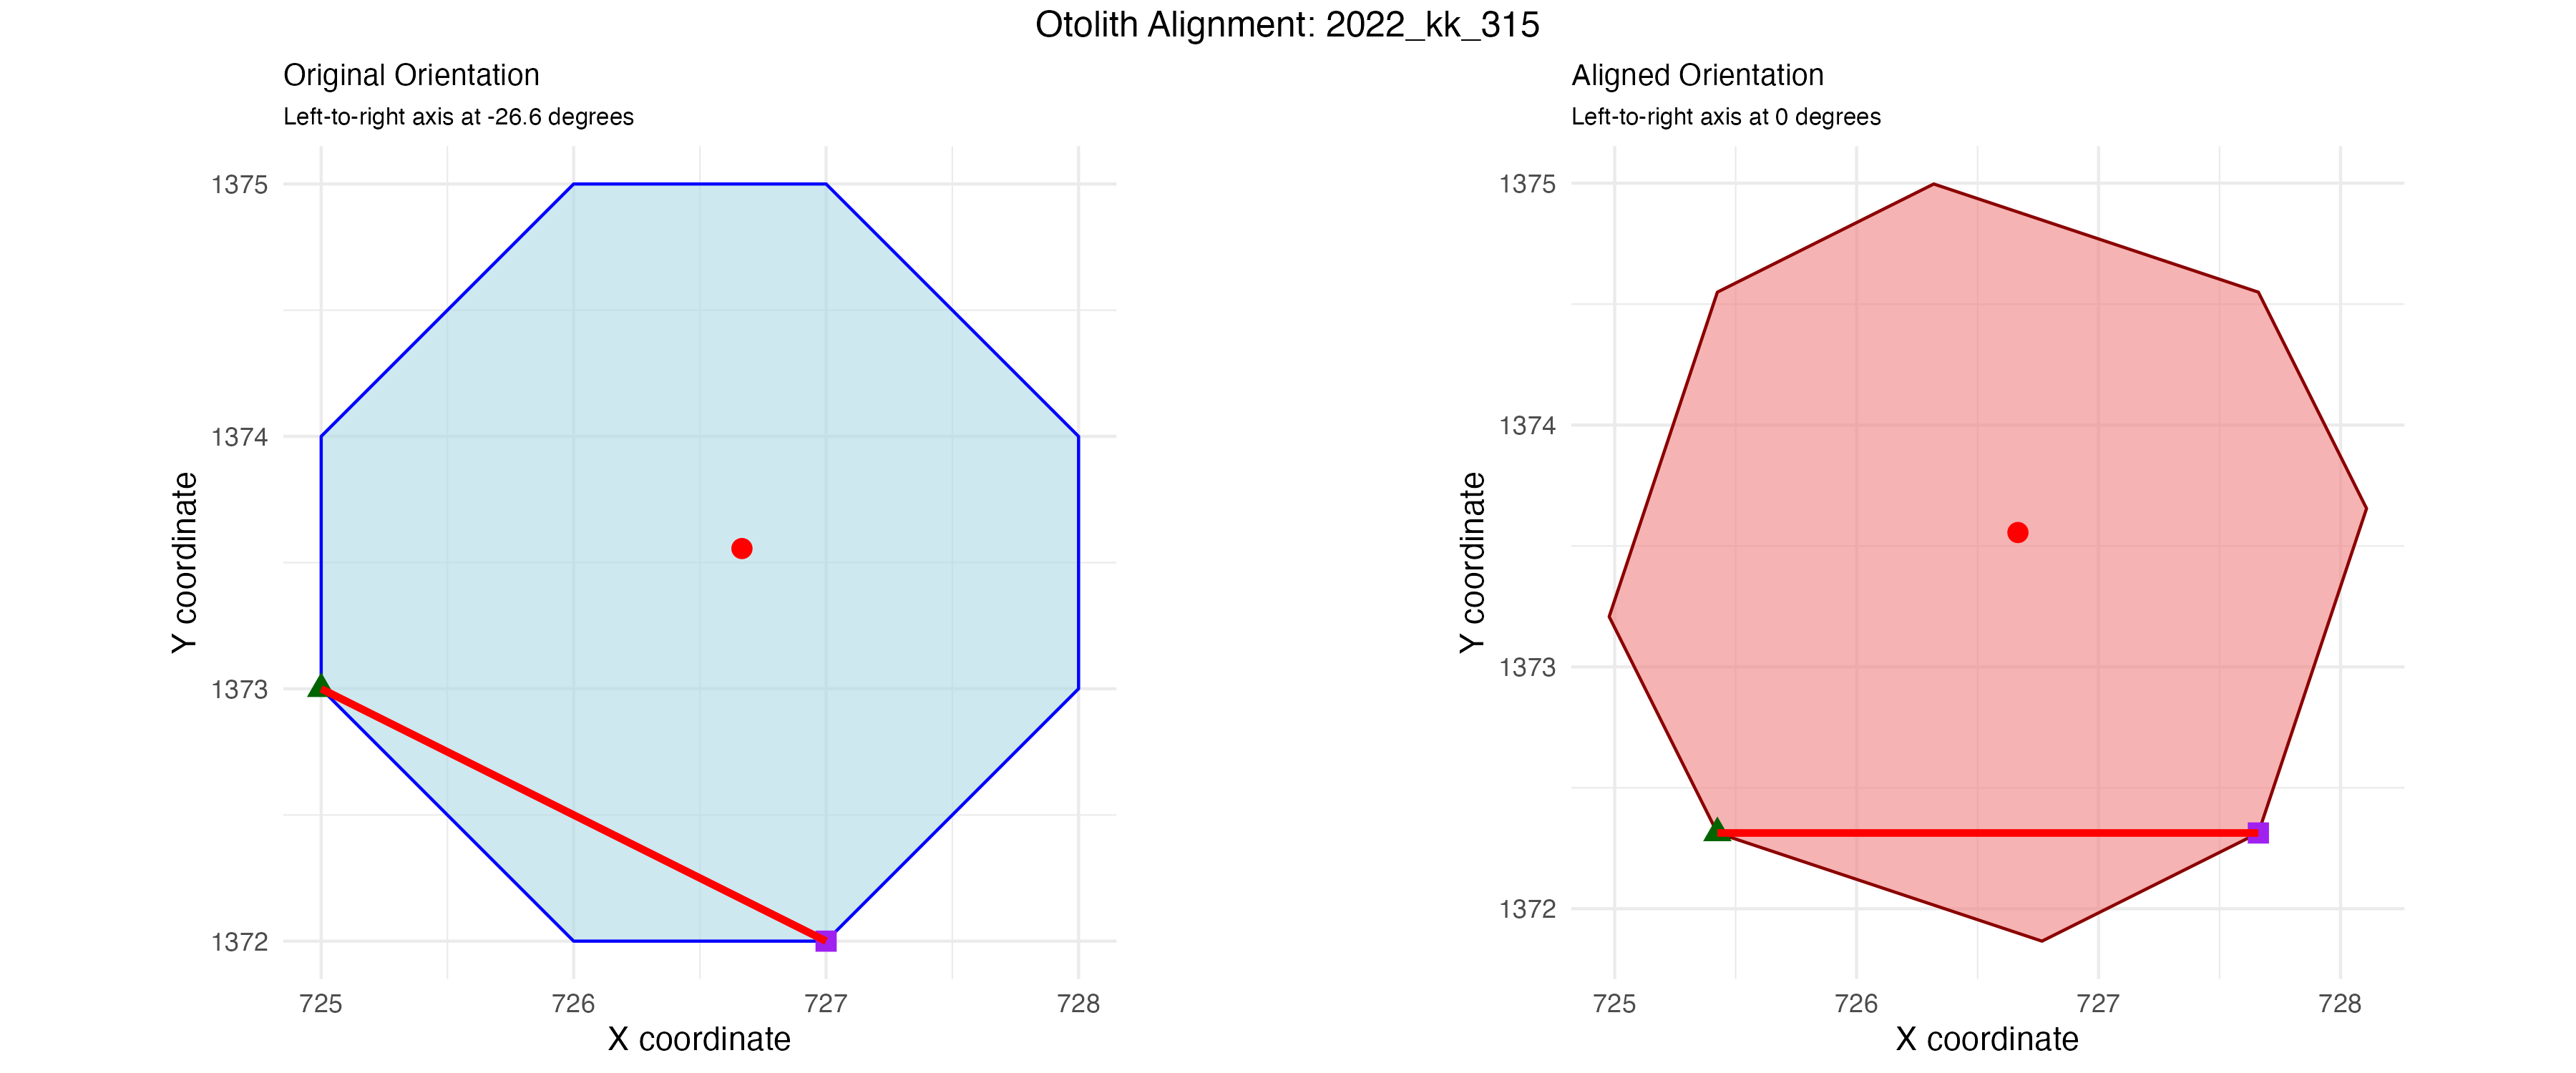 Otolith Alignment: 2022_kk_315
Original Orientation
Left-to-right axis at -26.6 degrees
1375
1374
1373
1372
Y coordinate
725 726 727 728
X coordinate
Aligned Orientation
Left-to-right axis at 0 degrees
1375
1374
1373
1372
Y coordinate
725 726 727 728
X coordinate